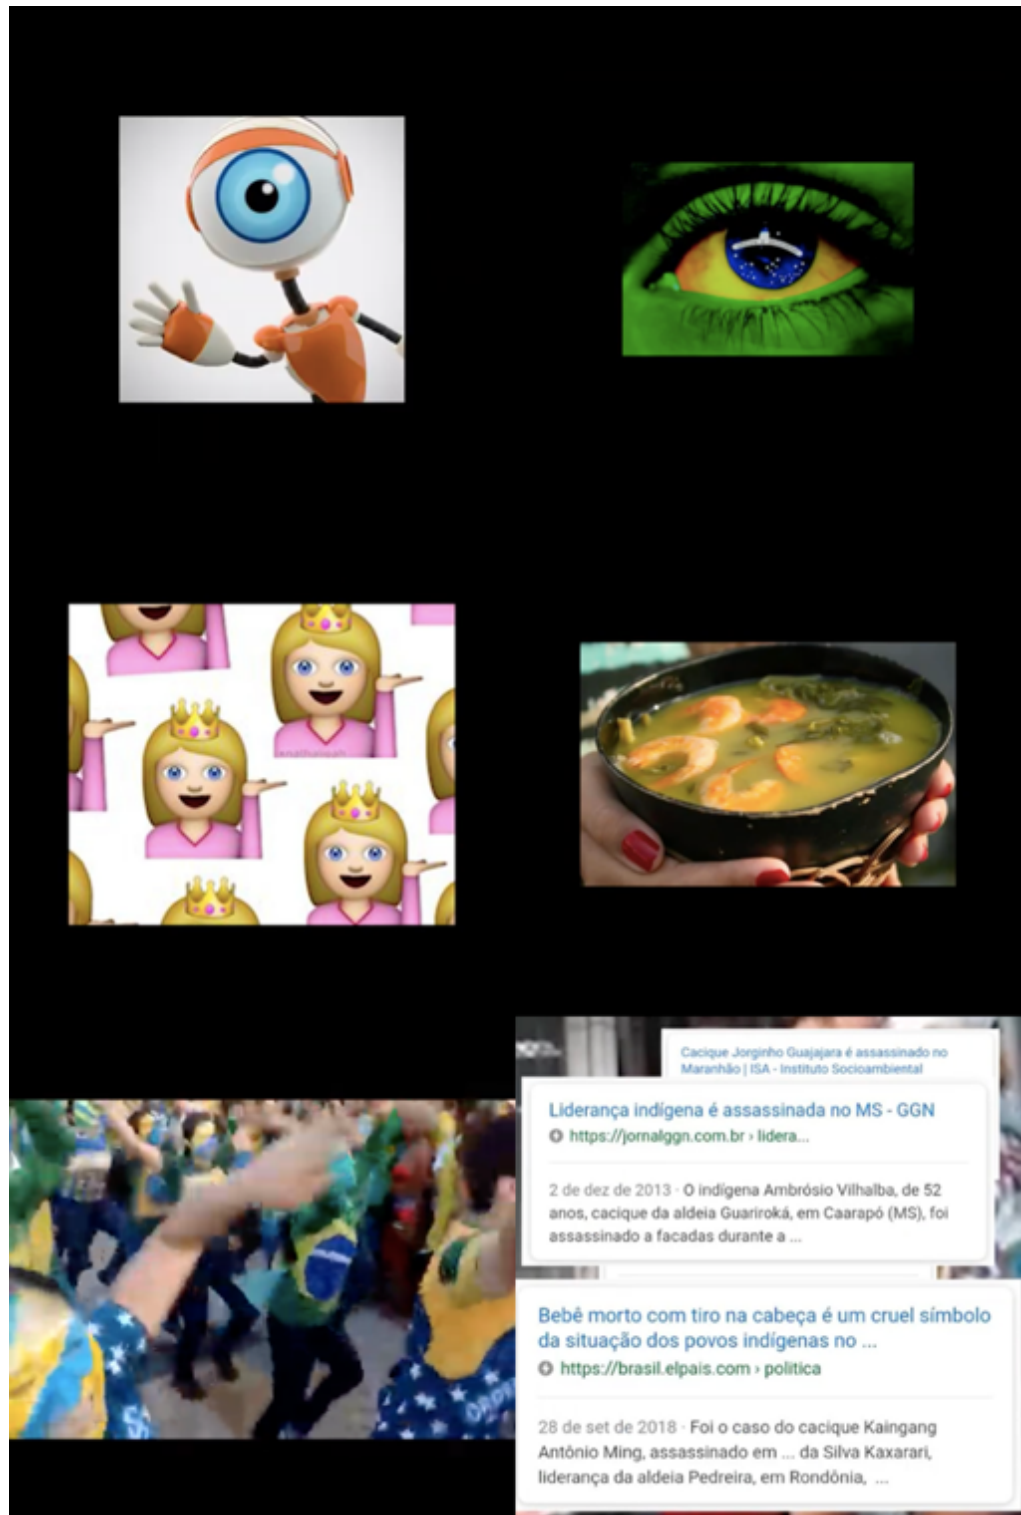 Cacique Jorginho Guajajara é assassinado no
Maranhão | ISA - Instituto Socioambiental
Liderança indígena é assassinada no MS - GGN
https://jornalggn.com.br › lidera...
2 de dez de 2013 · O indígena Ambrósio Vilhalba, de 52
anos, cacique da aldeia Guariroká, em Caarapó (MS), foi
assassinado a facadas durante a ...
Bebê morto com tiro na cabeça é um cruel símbolo
da situação dos povos indígenas no ...
https://brasil.elpais.com › politica
28 de set de 2018 · Foi o caso do cacique Kaingang
Antônio Ming, assassinado em ... da Silva Kaxarari,
liderança da aldeia Pedreira, em Rondônia, ...